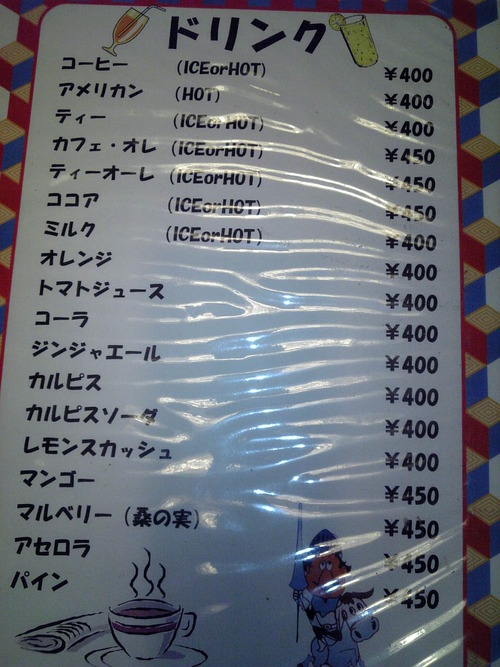 ドリンク
コーヒー (ICEorHOT) ¥400
アメリカン (HOT) ¥400
ティー (ICEorHOT) ¥400
カフェ・オレ (ICEorHOT) ¥450
ティーオーレ (ICEorHOT) ¥450
ココア (ICEorHOT) ¥450
ミルク (ICEorHOT) ¥400
オレンジ ¥400
トマトジュース ¥400
コーラ ¥400
ジンジャエール ¥400
カルピス ¥400
カルピスソーダ ¥400
レモンスカッシュ ¥400
マンゴー ¥450
マルベリー（桑の実） ¥450
アセロラ ¥450
パイン ¥450